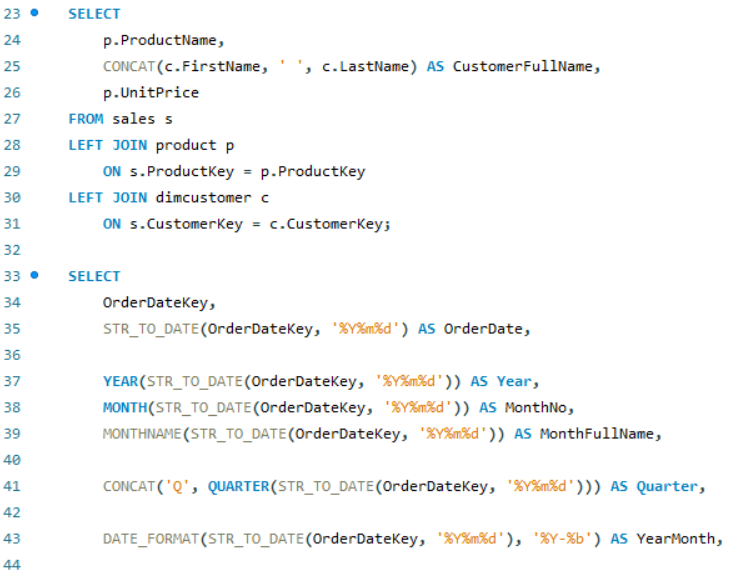 23 SELECT
24 p.ProductName,
25 CONCAT(c.FirstName, ' ', c.LastName) AS CustomerFullName,
26 p.UnitPrice
27 FROM sales s
28 LEFT JOIN product p
29 ON s.ProductKey = p.ProductKey
30 LEFT JOIN dimcustomer c
31 ON s.CustomerKey = c.CustomerKey;
32
33 SELECT
34 OrderDateKey,
35 STR_TO_DATE(OrderDateKey, '%Y%m%d') AS OrderDate,
36
37 YEAR(STR_TO_DATE(OrderDateKey, '%Y%m%d')) AS Year,
38 MONTH(STR_TO_DATE(OrderDateKey, '%Y%m%d')) AS MonthNo,
39 MONTHNAME(STR_TO_DATE(OrderDateKey, '%Y%m%d')) AS MonthFullName,
40
41 CONCAT('Q', QUARTER(STR_TO_DATE(OrderDateKey, '%Y%m%d'))) AS Quarter,
42
43 DATE_FORMAT(STR_TO_DATE(OrderDateKey, '%Y%m%d'), '%Y-%b') AS YearMonth,
44